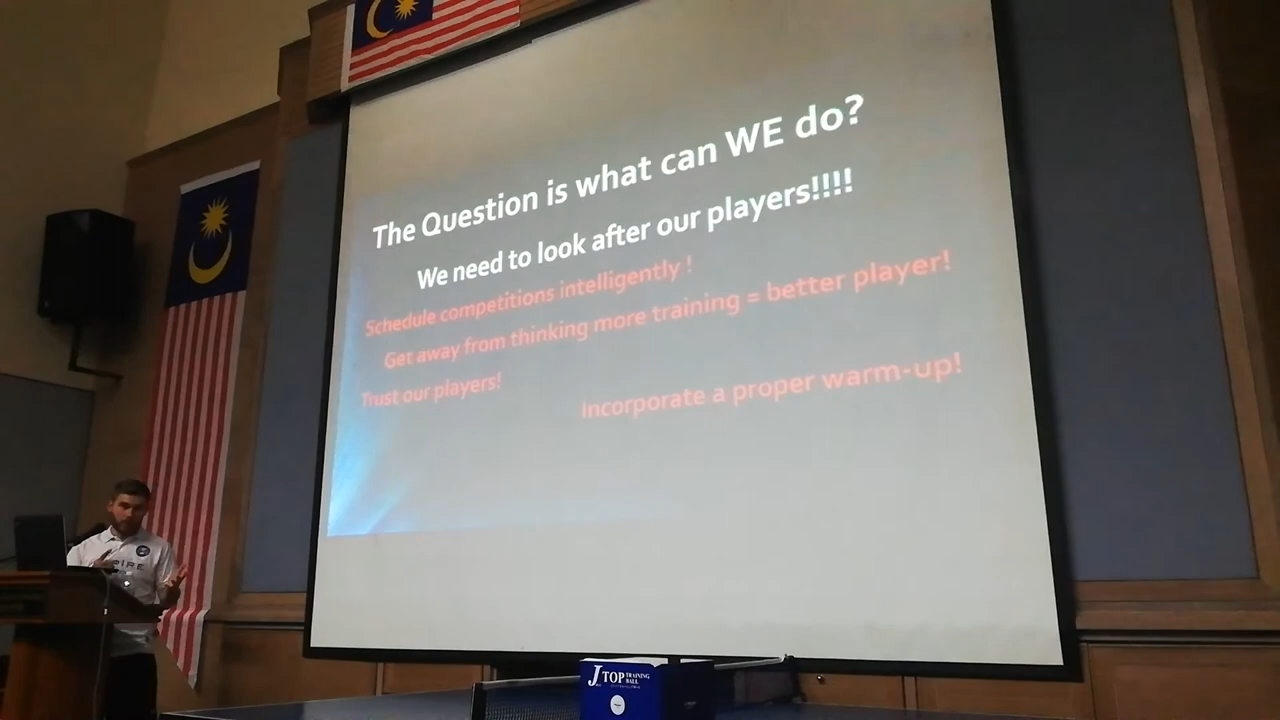 The Question is what can WE do?
We need to look after our players!!!!
Schedule competitions intelligently !
Get away from thinking more training = better player!
Trust our players!
Incorporate a proper warm-up!
J TOP TRAINING
BALL